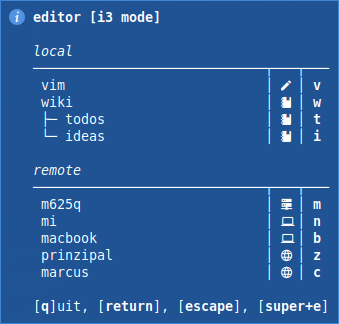 editor [i3 mode]
local
vim v
wiki w
todos t
ideas i
remote
m625q m
mi n
macbook b
prinzipal z
marcus c
[q]uit, [return], [escape], [super+e]